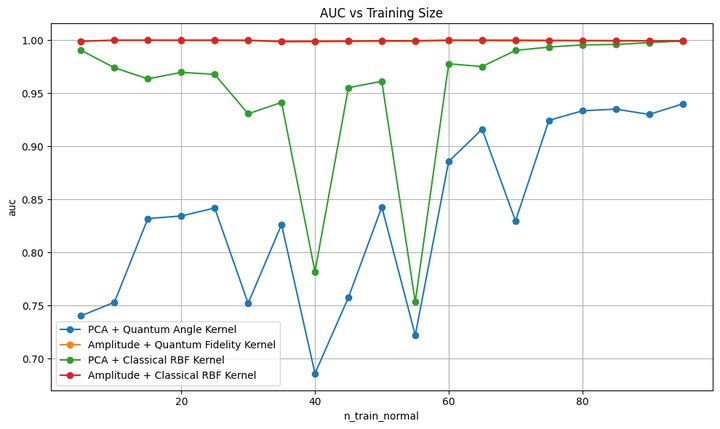 AUC vs Training Size
auc
1.00
0.95
0.90
0.85
0.80
0.75
0.70
PCA + Quantum Angle Kernel
Amplitude + Quantum Fidelity Kernel
PCA + Classical RBF Kernel
Amplitude + Classical RBF Kernel
20
40
60
80
n_train_normal